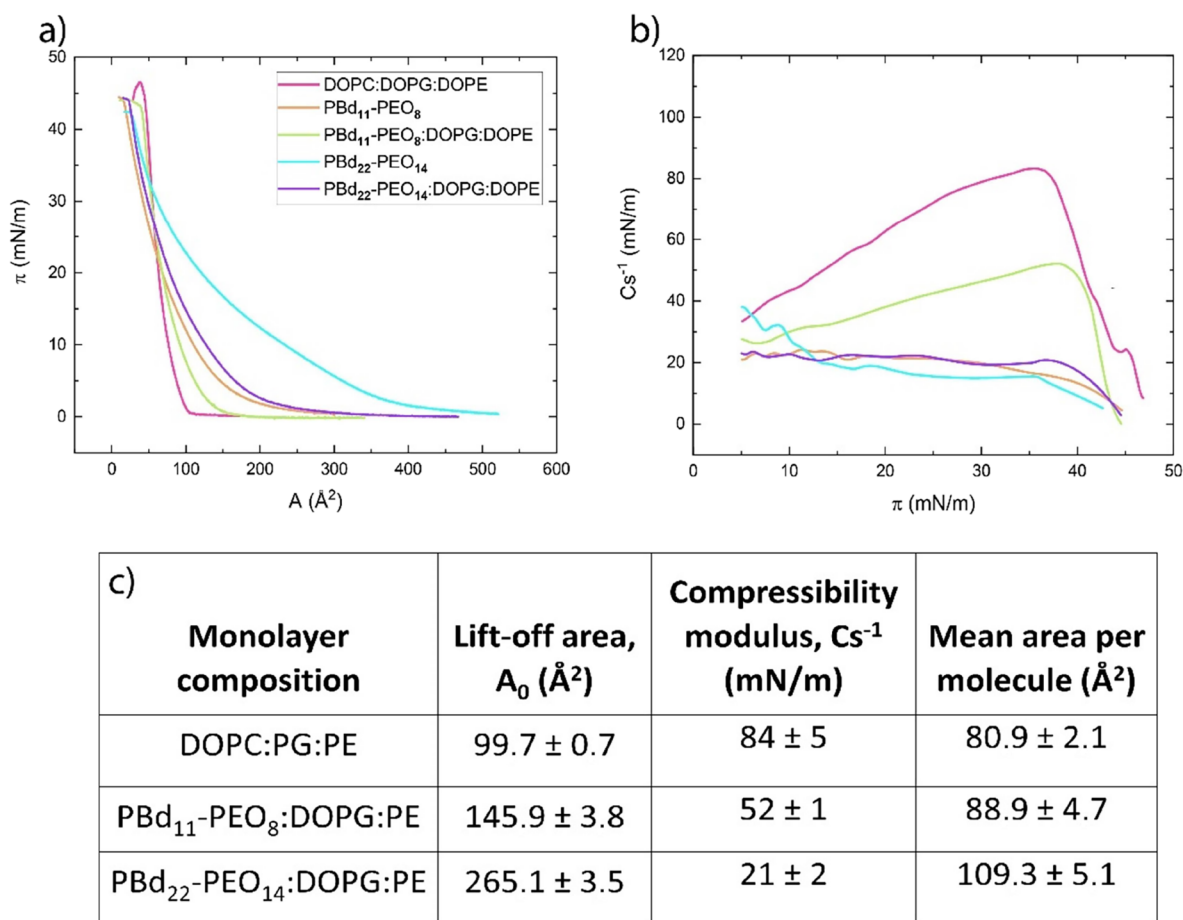 a)
50
40
30
20
10
0
-10
π (mN/m)
0
100
200
300
400
500
600
A (Å²)
DOPC:DOPG:DOPE
PBd₁₁-PEO₈
PBd₁₁-PEO₈:DOPG:DOPE
PBd₂₂-PEO₁₄
PBd₂₂-PEO₁₄:DOPG:DOPE
b)
120
100
80
60
40
20
0
Cs⁻¹ (mN/m)
0
10
20
30
40
50
π (mN/m)
c)
Monolayer
composition
Lift-off area,
A₀ (Å²)
Compressibility
modulus, Cs⁻¹
(mN/m)
Mean area per
molecule (Å²)
DOPC:PG:PE
99.7 ± 0.7
84 ± 5
80.9 ± 2.1
PBd₁₁-PEO₈:DOPG:PE
145.9 ± 3.8
52 ± 1
88.9 ± 4.7
PBd₂₂-PEO₁₄:DOPG:PE
265.1 ± 3.5
21 ± 2
109.3 ± 5.1